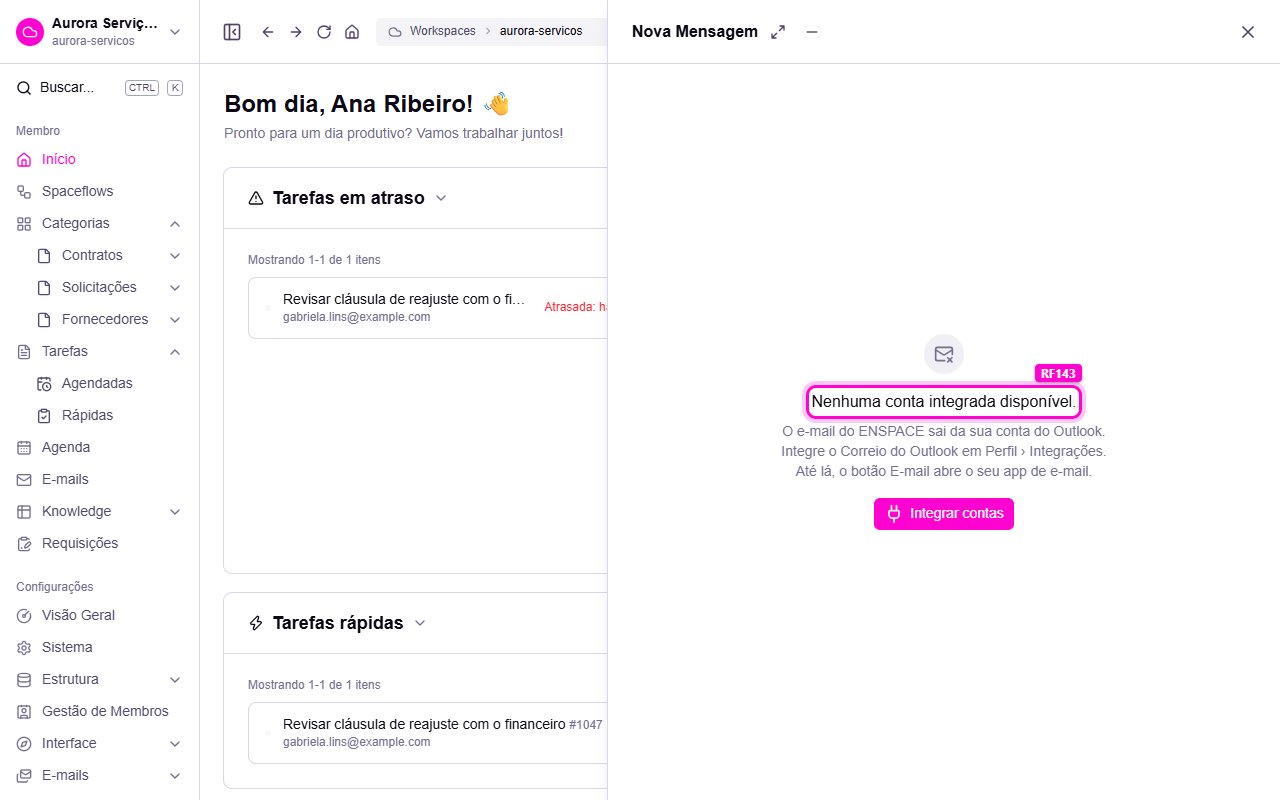 Aurora Serviç...
aurora-servicos
Buscar...
CTRL K
Membro
Início
Spaceflows
Categorias
Contratos
Solicitações
Fornecedores
Tarefas
Agendadas
Rápidas
Agenda
E-mails
Knowledge
Requisições
Configurações
Visão Geral
Sistema
Estrutura
Gestão de Membros
Interface
E-mails
Workspaces > aurora-servicos
Bom dia, Ana Ribeiro! 👋
Pronto para um dia produtivo? Vamos trabalhar juntos!
Tarefas em atraso
Mostrando 1-1 de 1 itens
Revisar cláusula de reajuste com o fi...
gabriela.lins@example.com
Atrasada:
Tarefas rápidas
Mostrando 1-1 de 1 itens
Revisar cláusula de reajuste com o financeiro #1047
gabriela.lins@example.com
Nova Mensagem
RF143
Nenhuma conta integrada disponível.
O e-mail do ENSPACE sai da sua conta do Outlook.
Integre o Correio do Outlook em Perfil › Integrações.
Até lá, o botão E-mail abre o seu app de e-mail.
Integrar contas